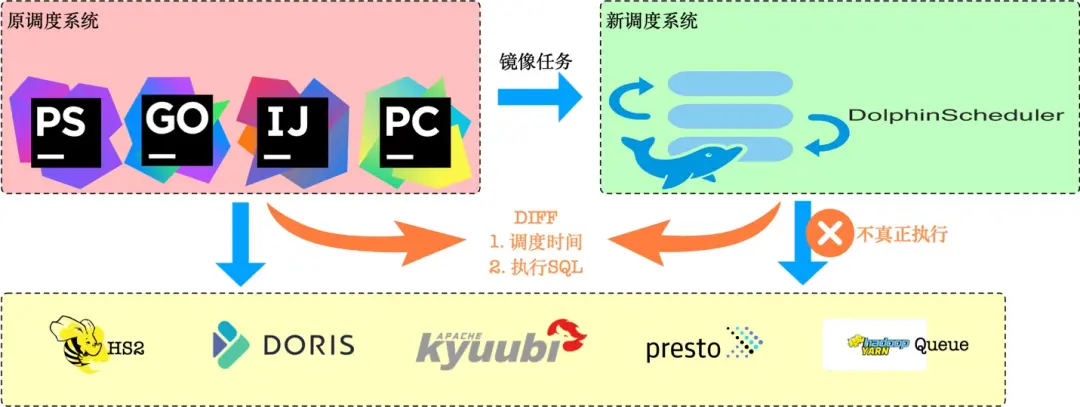 原调度系统
PS
GO
IJ
PC
镜像任务
新调度系统
DolphinScheduler
DIFF
1. 调度时间
2. 执行SQL
不真正执行
HS2
DORIS
APACHE
kyuubi
presto
hadoop
YARN
Queue